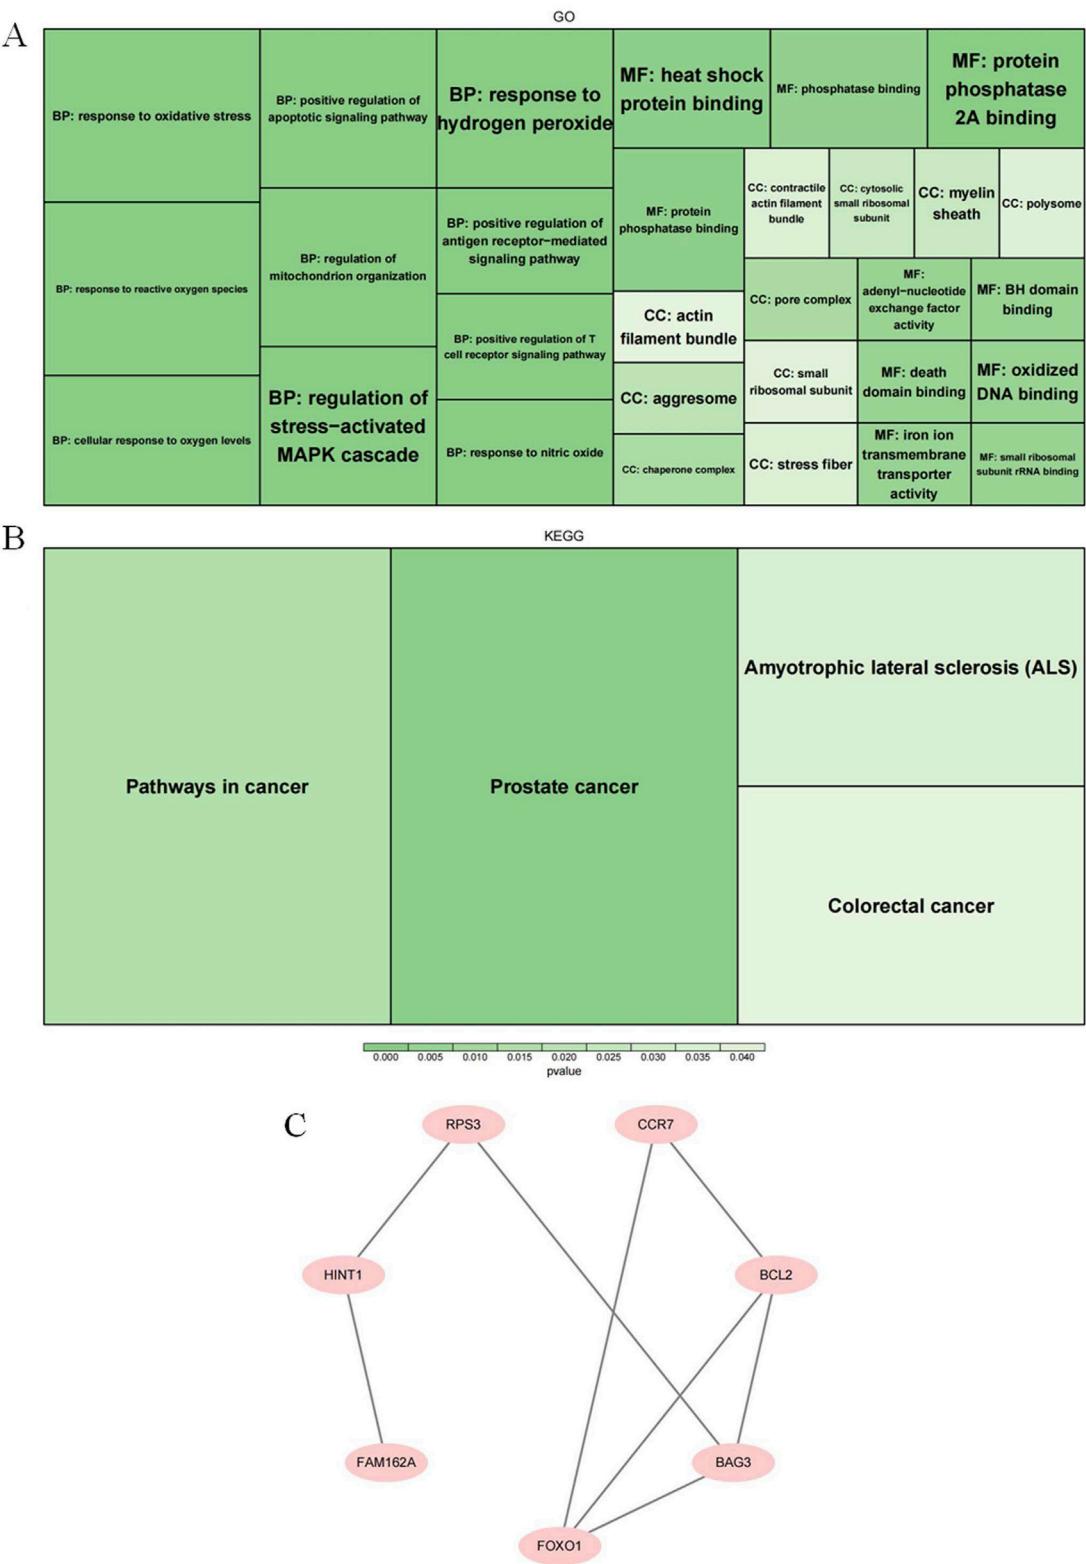 A
GO
BP: response to oxidative stress
BP: response to reactive oxygen species
BP: cellular response to oxygen levels
BP: positive regulation of
apoptotic signaling pathway
BP: regulation of
mitochondrion organization
BP: regulation of
stress−activated
MAPK cascade
BP: response to
hydrogen peroxide
BP: positive regulation of
antigen receptor−mediated
signaling pathway
BP: positive regulation of T
cell receptor signaling pathway
BP: response to nitric oxide
MF: heat shock
protein binding
MF: phosphatase binding
MF: protein
phosphatase
2A binding
MF: protein
phosphatase binding
CC: actin
filament bundle
CC: aggresome
CC: chaperone complex
CC: contractile
actin filament
bundle
CC: cytosolic
small ribosomal
subunit
CC: myelin
sheath
CC: polysome
CC: pore complex
MF:
adenyl−nucleotide
exchange factor
activity
MF: BH domain
binding
CC: small
ribosomal subunit
MF: death
domain binding
MF: oxidized
DNA binding
CC: stress fiber
MF: iron ion
transmembrane
transporter
activity
MF: small ribosomal
subunit rRNA binding
B
KEGG
Pathways in cancer
Prostate cancer
Amyotrophic lateral sclerosis (ALS)
Colorectal cancer
0.000 0.005 0.010 0.015 0.020 0.025 0.030 0.035 0.040
pvalue
C
RPS3
CCR7
HINT1
BCL2
FAM162A
BAG3
FOXO1